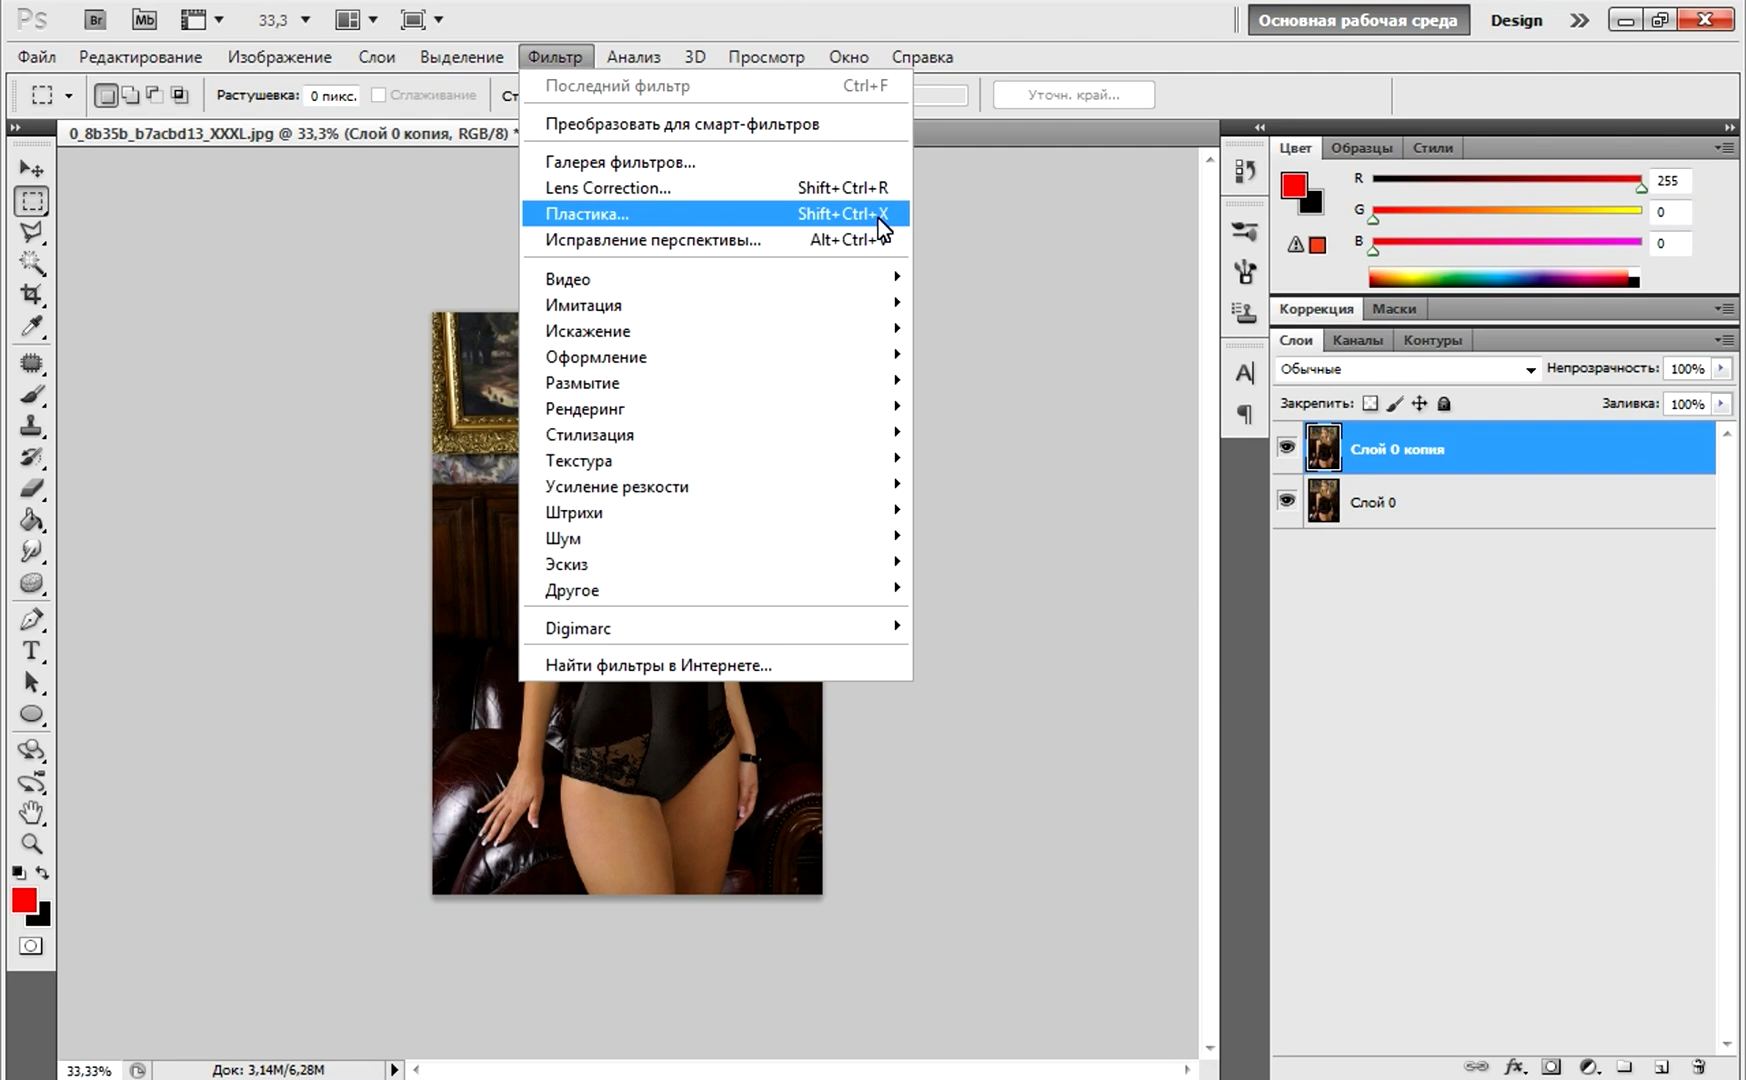 Ps Br Mb 33,3 Основная рабочая среда Design
Файл Редактирование Изображение Слои Выделение Фильтр Анализ 3D Просмотр Окно Справка
Растушевка: 0 пикс. Сглаживание Ст Уточн. край...
0_8b35b_b7acbd13_XXXL.jpg @ 33,3% (Слой 0 копия, RGB/8) *
Последний фильтр Ctrl+F
Преобразовать для смарт-фильтров
Галерея фильтров...
Lens Correction... Shift+Ctrl+R
Пластика... Shift+Ctrl+X
Исправление перспективы... Alt+Ctrl+
Видео
Имитация
Искажение
Оформление
Размытие
Рендеринг
Стилизация
Текстура
Усиление резкости
Штрихи
Шум
Эскиз
Другое
Digimarc
Найти фильтры в Интернете...
Цвет Образцы Стили
R 255
G 0
B 0
Коррекция Маски
Слои Каналы Контуры
Обычные Непрозрачность: 100%
Закрепить: Заливка: 100%
Слой 0 копия
Слой 0
33,33% Док: 3,14M/6,28M